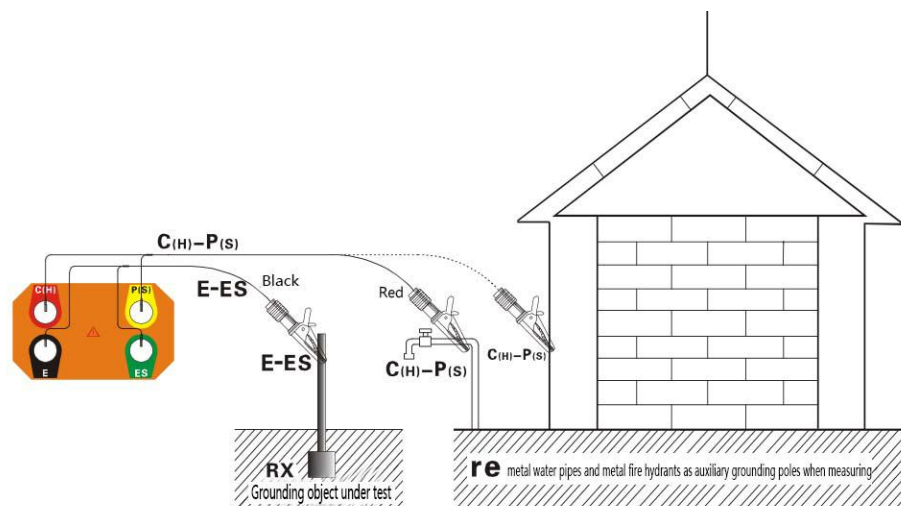 C(H)-P(S)
Black
E-ES
Red
C(H)
P(S)
E
ES
E-ES
C(H)-P(S)
C(H)-P(S)
RX
Grounding object under test
re metal water pipes and metal fire hydrants as auxiliary grounding poles when measuring